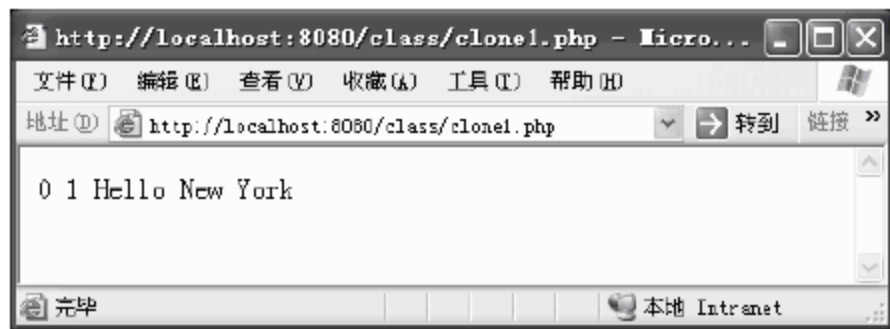 http://localhost:8080/class/clone1.php - Micro...
文件(F) 编辑(E) 查看(V) 收藏(A) 工具(T) 帮助(H)
地址(D) http://localhost:8080/class/clone1.php 转到 链接 »
0 1 Hello New York
完毕 本地 Intranet